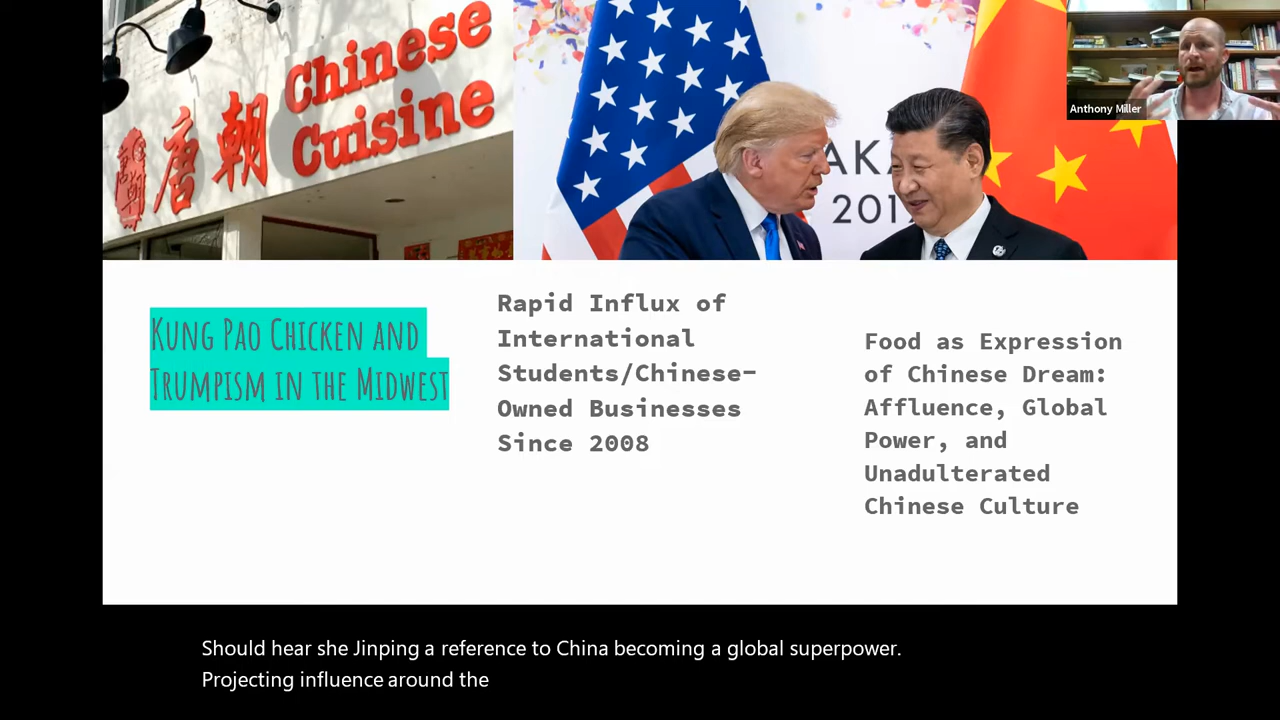 Chinese
Cuisine
唐朝
AKA
201
Anthony Miller
Kung Pao Chicken and
Trumpism in the Midwest
Rapid Influx of
International
Students/Chinese-
Owned Businesses
Since 2008
Food as Expression
of Chinese Dream:
Affluence, Global
Power, and
Unadulterated
Chinese Culture
Should hear she Jinping a reference to China becoming a global superpower.
Projecting influence around the